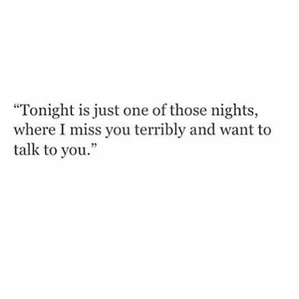 “Tonight is just one of those nights,
where I miss you terribly and want to
talk to you.”